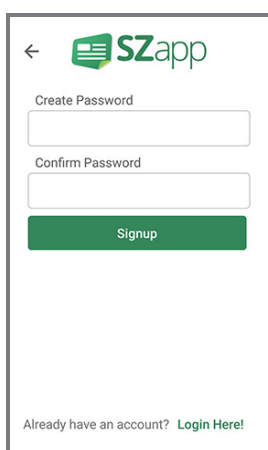 SZapp
Create Password
Confirm Password
Signup
Already have an account? Login Here!